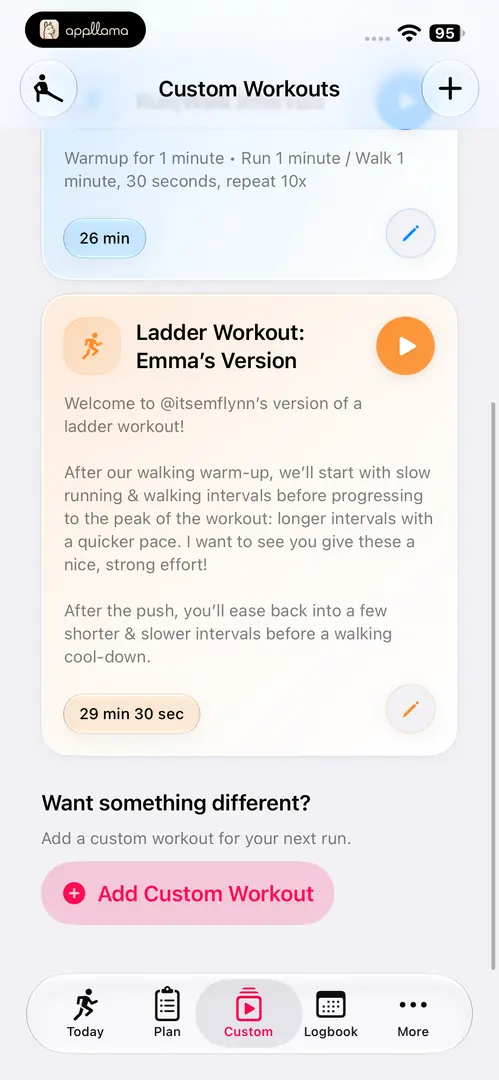 appllama
95
Custom Workouts
Warmup for 1 minute • Run 1 minute / Walk 1
minute, 30 seconds, repeat 10x
26 min
Ladder Workout:
Emma’s Version
Welcome to @itsemflynn’s version of a
ladder workout!
After our walking warm-up, we’ll start with slow
running & walking intervals before progressing
to the peak of the workout: longer intervals with
a quicker pace. I want to see you give these a
nice, strong effort!
After the push, you’ll ease back into a few
shorter & slower intervals before a walking
cool-down.
29 min 30 sec
Want something different?
Add a custom workout for your next run.
Add Custom Workout
Today
Plan
Custom
Logbook
More